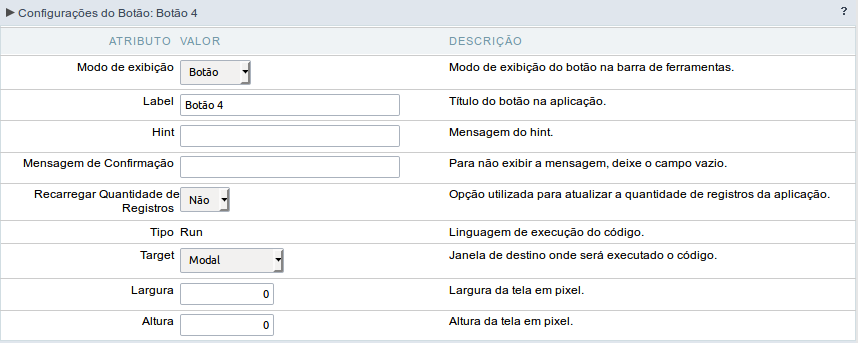 Configurações do Botão: Botão 4 ?
ATRIBUTO VALOR DESCRIÇÃO
Modo de exibição Botão Modo de exibição do botão na barra de ferramentas.
Label Botão 4 Título do botão na aplicação.
Hint Mensagem do hint.
Mensagem de Confirmação Para não exibir a mensagem, deixe o campo vazio.
Recarregar Quantidade de Não Opção utilizada para atualizar a quantidade de registros da aplicação.
Registros
Tipo Run Linguagem de execução do código.
Target Modal Janela de destino onde será executado o código.
Largura 0 Largura da tela em pixel.
Altura 0 Altura da tela em pixel.